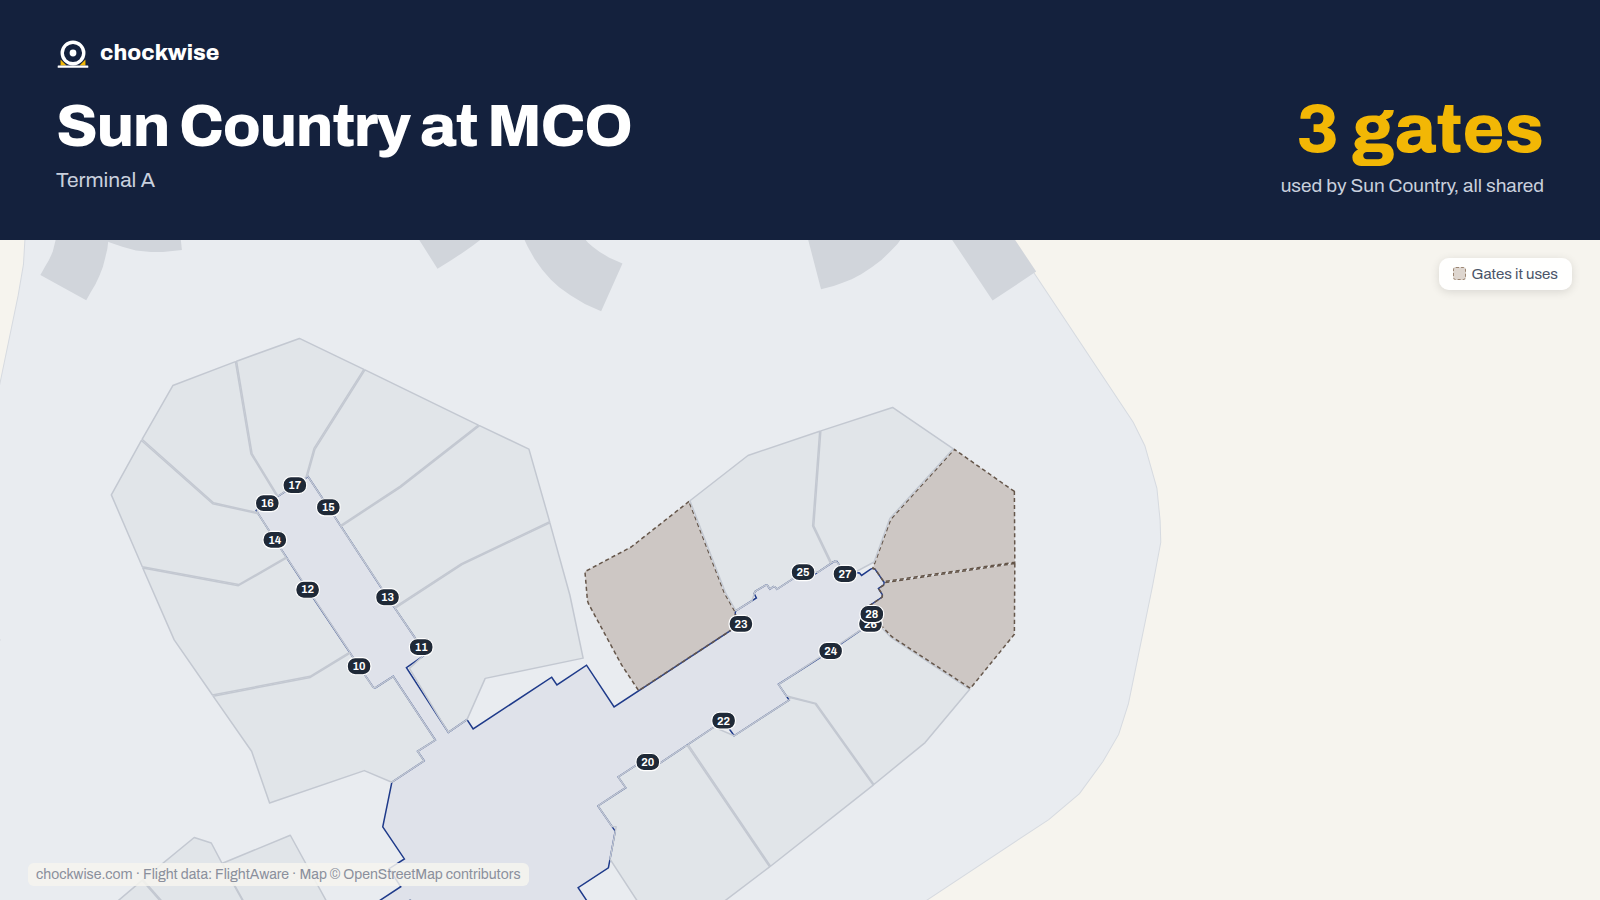 chockwise
Sun Country at MCO
Terminal A
3 gates
used by Sun Country, all shared
Gates it uses
17
16
15
14
12
13
11
10
25
27
23
28
26
24
22
20
chockwise.com · Flight data: FlightAware · Map © OpenStreetMap contributors